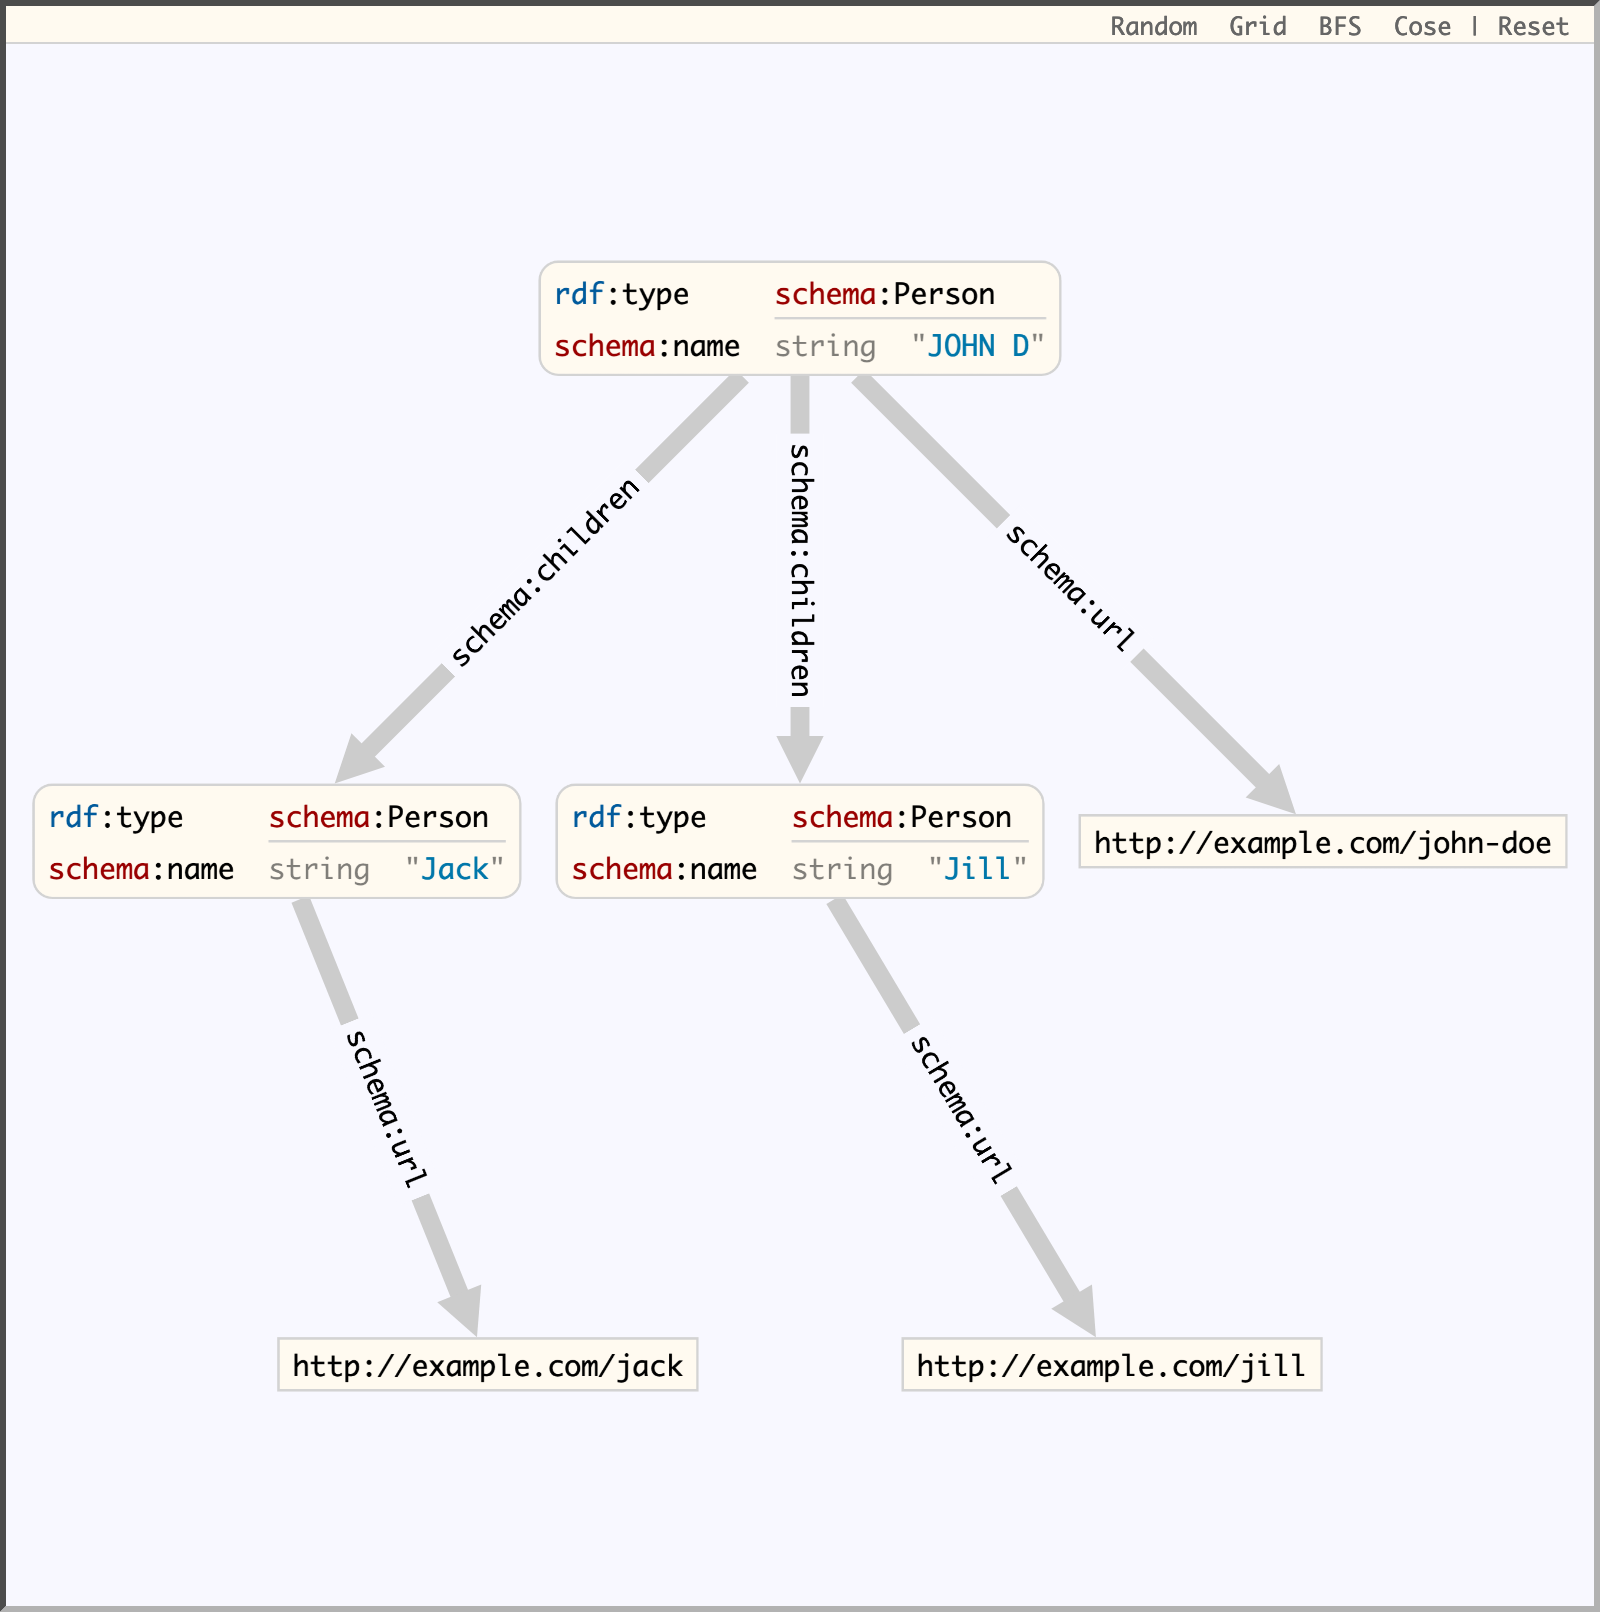 Random Grid BFS Cose | Reset
rdf:type schema:Person
schema:name string "JOHN D"
schema:children
schema:children
schema:url
rdf:type schema:Person
schema:name string "Jack"
rdf:type schema:Person
schema:name string "Jill"
http://example.com/john-doe
schema:url
schema:url
http://example.com/jack
http://example.com/jill